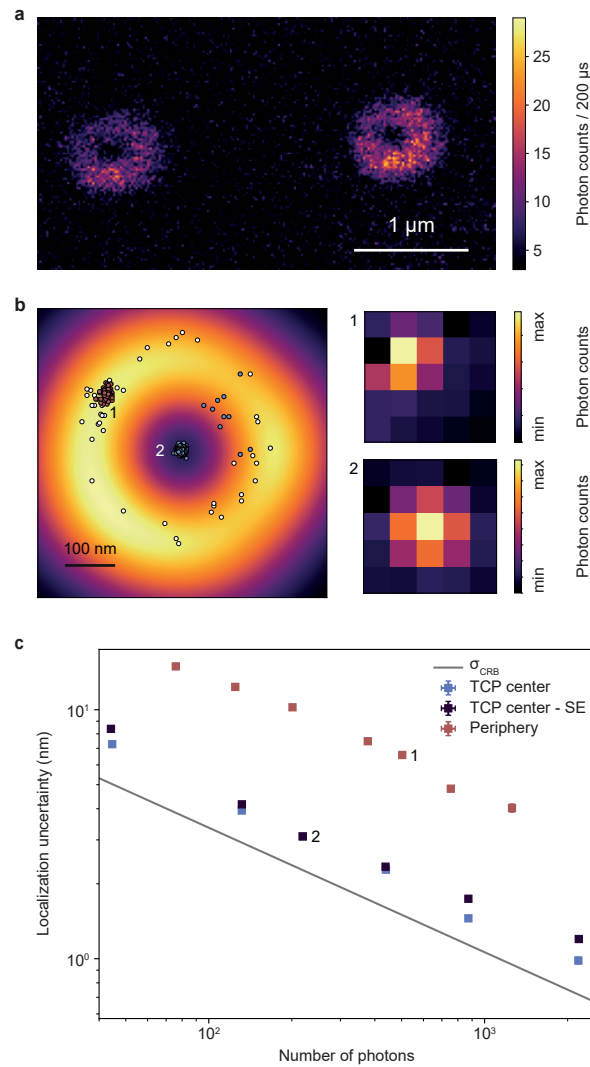 a
1 µm
25
20
15
10
5
Photon counts / 200 µs
b
1
2
100 nm
1
max
min
Photon counts
2
max
min
Photon counts
c
σCRB
TCP center
TCP center - SE
Periphery
1
2
10¹
10⁰
Localization uncertainty (nm)
10²
10³
Number of photons